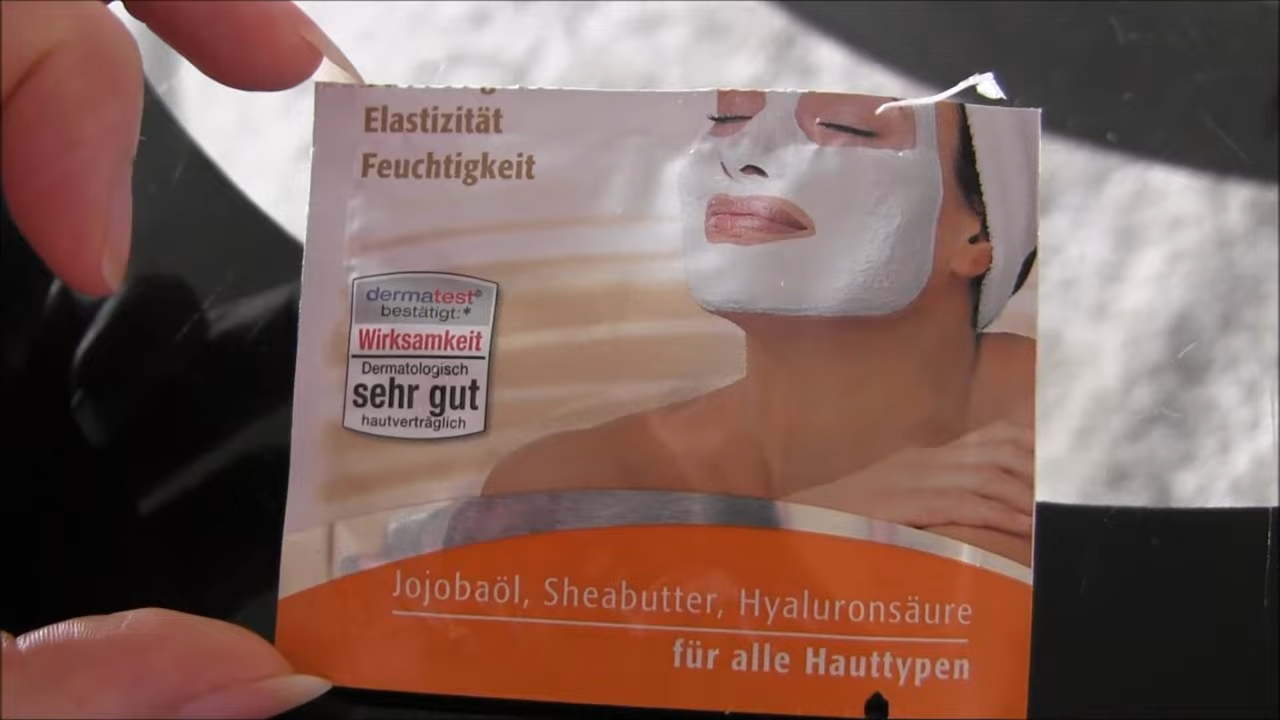 Elastizität
Feuchtigkeit
dermatest®
bestätigt:*
Wirksamkeit
Dermatologisch
sehr gut
hautverträglich
Jojobaöl, Sheabutter, Hyaluronsäure
für alle Hauttypen